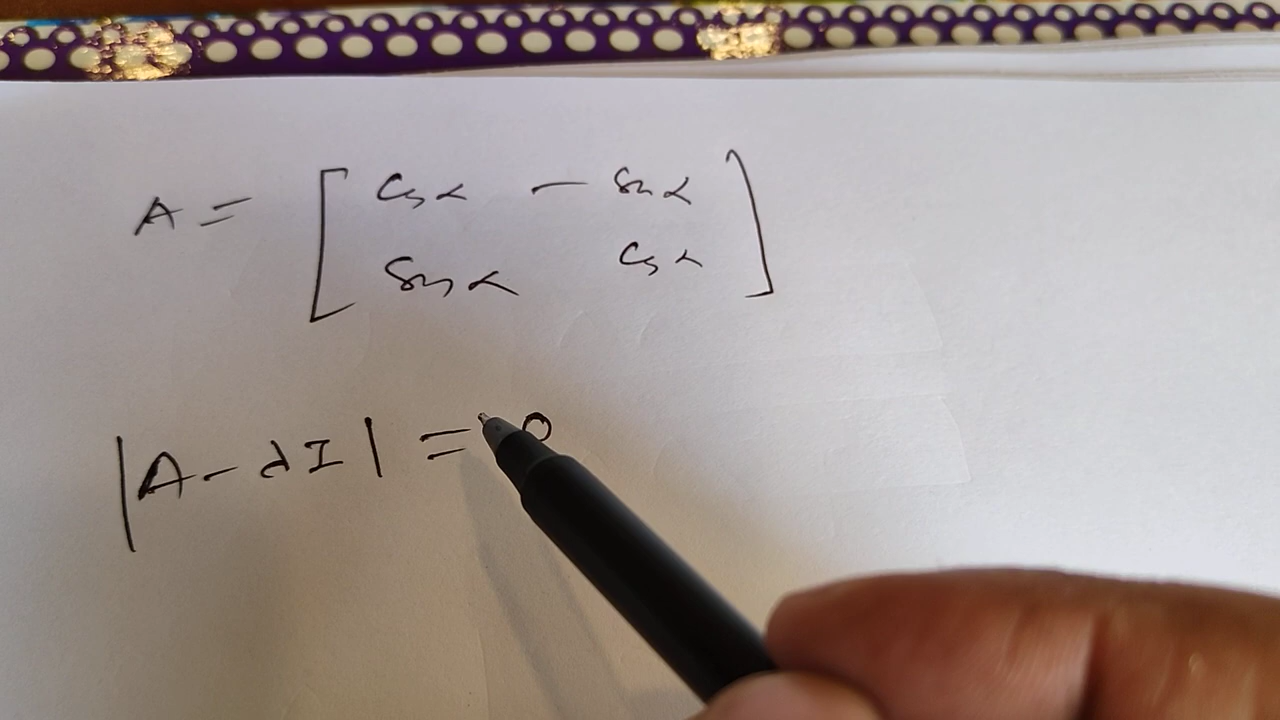 A = [ cos α - sin α
sin α cos α ]
|A - λI| = 0